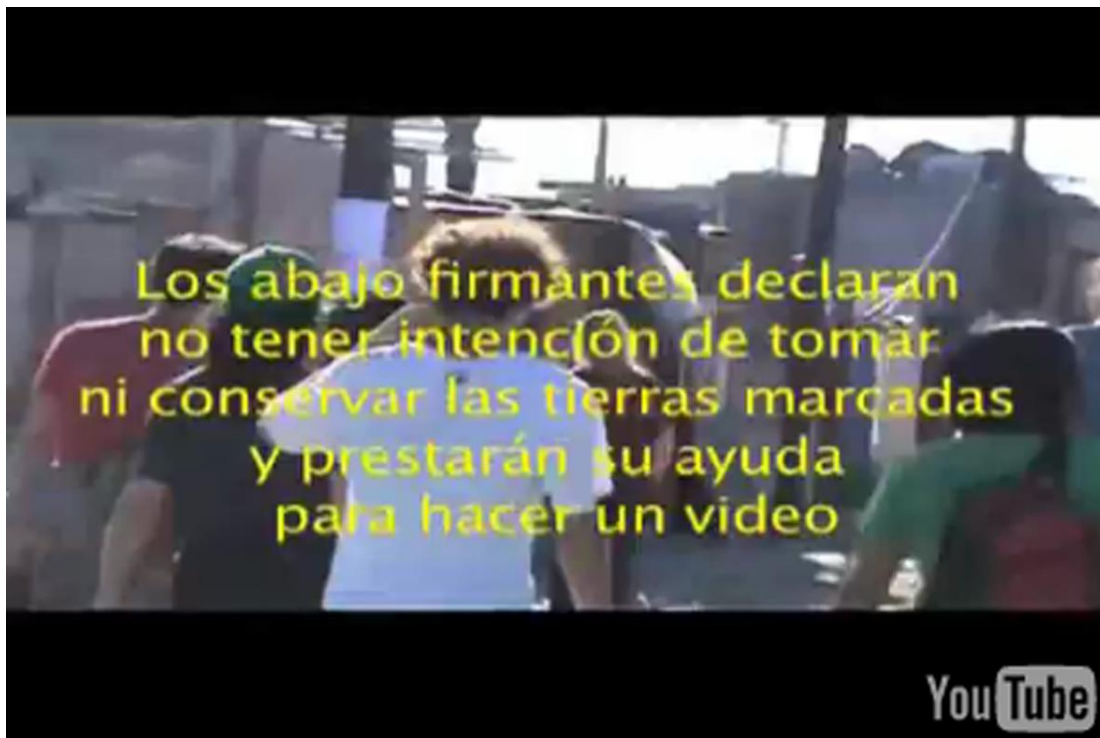 Los abajo firmantes declaran
no tener intención de tomar
ni conservar las tierras marcadas
y prestarán su ayuda
para hacer un video
YouTube